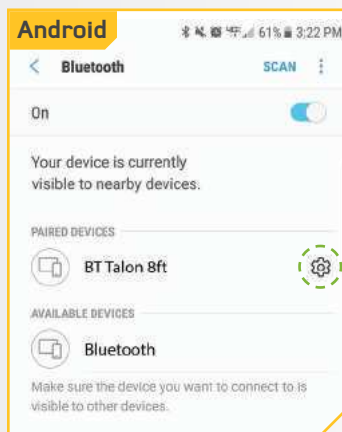 Android
61% 3:22 PM
Bluetooth SCAN
On
Your device is currently
visible to nearby devices.
PAIRED DEVICES
BT Talon 8ft
AVAILABLE DEVICES
Bluetooth
Make sure the device you want to connect to is
visible to other devices.